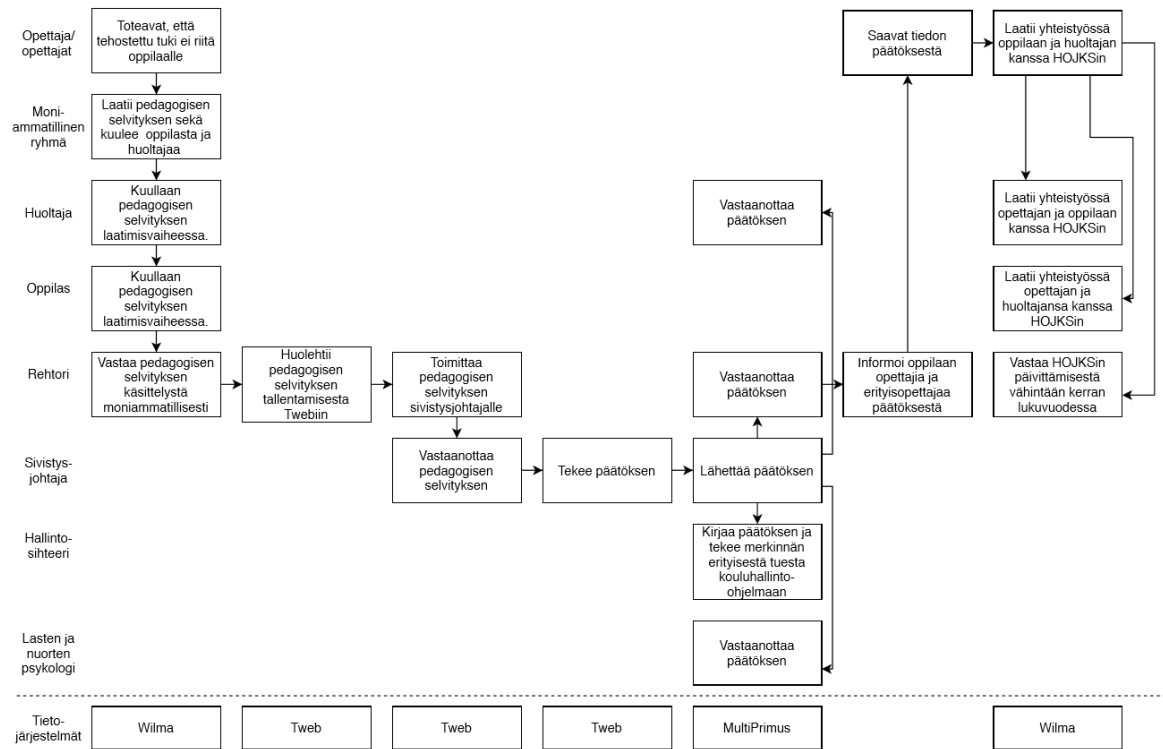 Opettaja/
opettajat
Toteavat, että
tehostettu tuki ei riitä
oppilaalle
Saavat tiedon
päätöksestä
Laatii yhteistyössä
oppilaan ja huoltajan
kanssa HOJKSin
Moni-
ammatillinen
ryhmä
Laatii pedagogisen
selvityksen sekä
kuulee oppilasta ja
huoltajaa
Huoltaja
Kuullaan
pedagogisen
selvityksen
laatimisvaiheessa.
Vastaanottaa
päätöksen
Laatii yhteistyössä
opettajan ja oppilaan
kanssa HOJKSin
Oppilas
Kuullaan
pedagogisen
selvityksen
laatimisvaiheessa.
Laatii yhteistyössä
opettajan ja
huoltajansa kanssa
HOJKSin
Rehtori
Vastaa pedagogisen
selvityksen
käsittelystä
moniammatillisesti
Huolehtii
pedagogisen
selvityksen
tallentamisesta
Twebiin
Toimittaa
pedagogisen
selvityksen
sivistysjohtajalle
Vastaanottaa
päätöksen
Informoi oppilaan
opettajia ja
erityisopettajaa
päätöksestä
Vastaa HOJKSin
päivittämisestä
vähintään kerran
lukuvuodessa
Sivistys-
johtaja
Vastaanottaa
pedagogisen
selvityksen
Tekee päätöksen
Lähettää päätöksen
Hallinto-
sihteeri
Kirjaa päätöksen ja
tekee merkinnän
erityisestä tuesta
kouluhallinto-
ohjelmaan
Lasten ja
nuorten
psykologi
Vastaanottaa
päätöksen
Tieto-
järjestelmät
Wilma
Tweb
Tweb
Tweb
MultiPrimus
Wilma